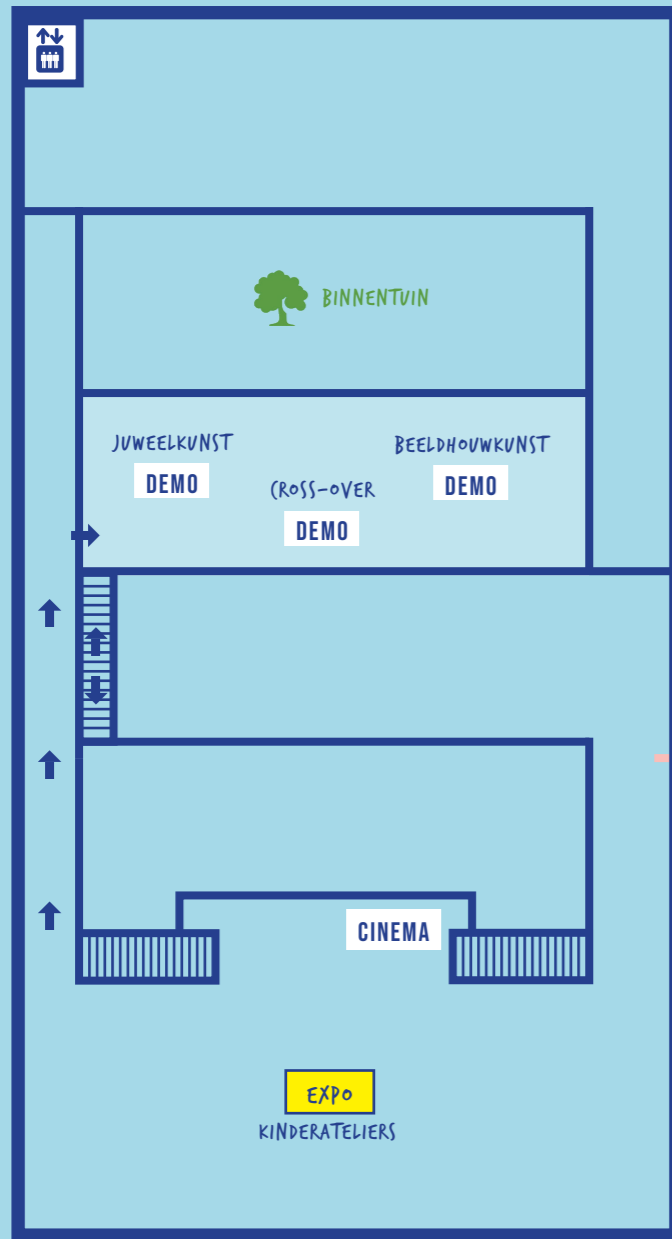 BINNENTUIN
JUWEELKUNST
DEMO
CROSS-OVER
DEMO
BEELDHOUWKUNST
DEMO
CINEMA
EXPO
KINDERATELIERS